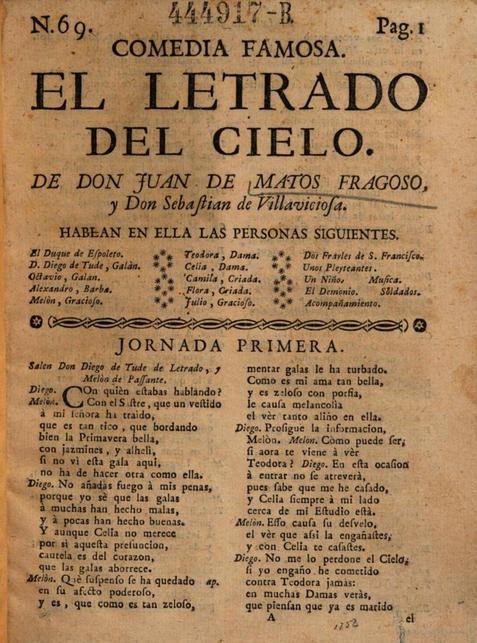 444917-B.
N.69.
Pag. 1
COMEDIA FAMOSA.
EL LETRADO
DEL CIELO.
DE DON JUAN DE MATOS FRAGOSO,
y Don Sebastian de Villaviciosa.
HABLAN EN ELLA LAS PERSONAS SIGUIENTES.
El Duque de Espoleto.
D. Diego de Tude, Galàn.
Octavio, Galan.
Alexandro, Barba.
Melòn, Gracioso.
Teodora, Dama.
Celia, Dama.
Camila, Criada.
Flora, Criada.
Julio, Gracioso.
Dos Frayles de S. Francisco.
Unos Pleyteantes.
Un Niño. Musica.
El Demonio. Soldados.
Acompañamiento.
JORNADA PRIMERA.
Salen Don Diego de Tude de Letrado, y
Melòn de Passante.
Diego. COn quièn estabas hablando?
Melòn. Con el Sastre, que un vestido
à mi señora ha traido,
que es tan rico, que bordando
bien la Primavera bella,
con jazmines, y alhelì,
si no vì esta gala aqui,
no ha de hacer otra como ella.
Diego. No añadas fuego à mis penas,
porque yo sè que las galas
à muchas han hecho malas,
y à pocas han hecho buenas.
Y aunque Celia no merece
por si aquesta presuncion,
cautela es del corazon,
que las galas aborrece.
Melòn. Què suspenso se ha quedado ap.
en su afecto poderoso,
y es, que como es tan zeloso,
mentar galas le ha turbado.
Como es mi ama tan bella,
y es zeloso con porfia,
le causa melancolìa
el vèr tanto aliño en ella.
Diego. Prosigue la informacion,
Melòn. Melon. Còmo puede ser,
si aora te viene à vèr
Teodora? Diego. En esta ocasion
à entrar no se atreverà,
pues sabe que me he casado,
y Celia siempre à mi lado
cerca de mi Estudio està.
Melòn. Esso causa su desvelo,
el vèr que assi la engañastes,
y con Celia te casastes.
Diego. No me lo perdone el Cielo,
si yo engaño he cometido
contra Teodora jamàs:
en muchas Damas veràs,
que piensan que ya es marido
A
el